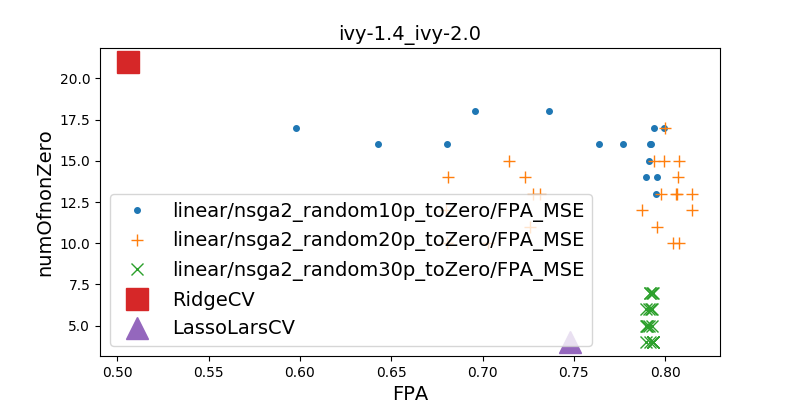 ivy-1.4_ivy-2.0
numOfnonZero
20.0
17.5
15.0
12.5
10.0
7.5
5.0
linear/nsga2_random10p_toZero/FPA_MSE
linear/nsga2_random20p_toZero/FPA_MSE
linear/nsga2_random30p_toZero/FPA_MSE
RidgeCV
LassoLarsCV
0.50 0.55 0.60 0.65 0.70 0.75 0.80
FPA